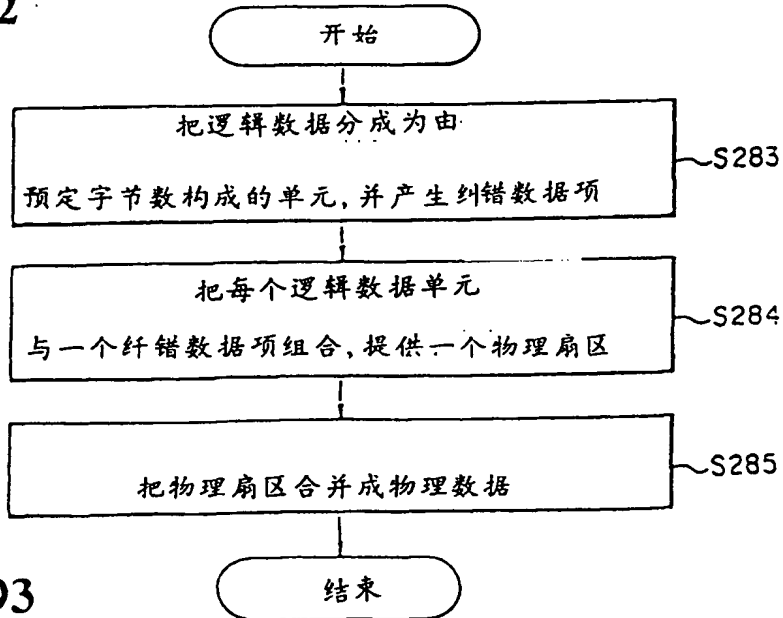 2
开始
把逻辑数据分成为由
预定字节数构成的单元,并产生纠错数据项
S283
把每个逻辑数据单元
与一个纤错数据项组合,提供一个物理扇区
S284
把物理扇区合并成物理数据
S285
结束
93